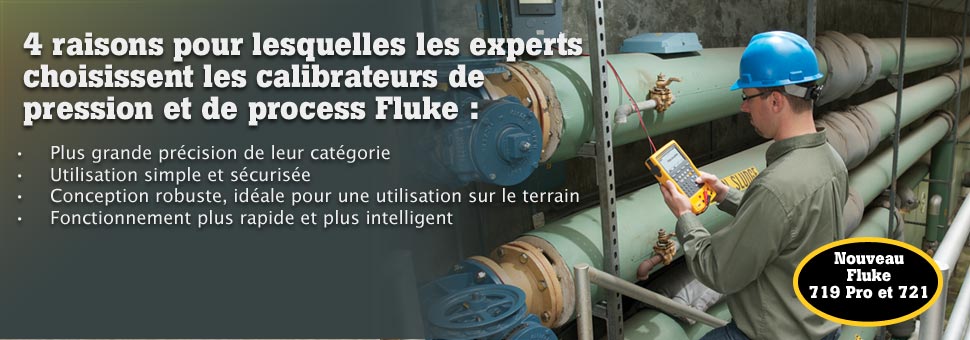 4 raisons pour lesquelles les experts
choisissent les calibrateurs de
pression et de process Fluke :
• Plus grande précision de leur catégorie
• Utilisation simple et sécurisée
• Conception robuste, idéale pour une utilisation sur le terrain
• Fonctionnement plus rapide et plus intelligent
SLUDGE
Nouveau
Fluke
719 Pro et 721